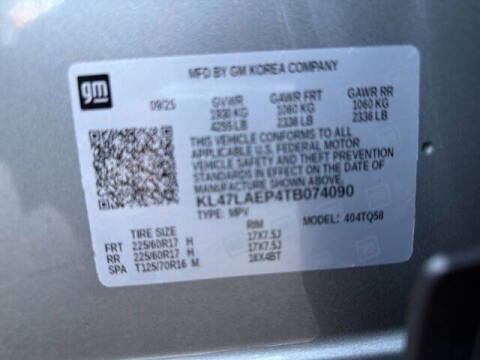 gm
MFD BY GM KOREA COMPANY
09/25 GVWR GAWR FRT GAWR RR
1930 KG 1060 KG 1060 KG
4255 LB 2336 LB 2336 LB
THIS VEHICLE CONFORMS TO ALL
APPLICABLE U.S. FEDERAL MOTOR
VEHICLE SAFETY AND THEFT PREVENTION
STANDARDS IN EFFECT ON THE DATE OF
MANUFACTURE SHOWN ABOVE.
KL47LAEP4TB074090
TYPE: MPV MODEL: 404TQ58
TIRE SIZE RIM
FRT 225/60R17 H 17X7.5J
RR 225/60R17 H 17X7.5J
SPA T125/70R16 M 16X4BT